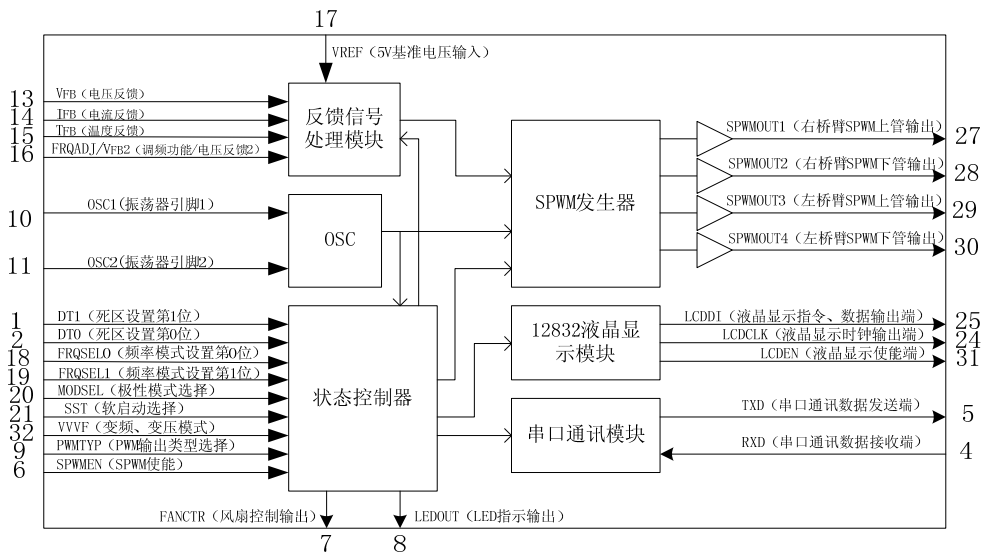 17
VREF（5V基准电压输入）
13
VFB（电压反馈）
14
IFB（电流反馈）
15
TFB（温度反馈）
16
FRQADJ/VFB2（调频功能/电压反馈2）
反馈信号
处理模块
10
OSC1(振荡器引脚1)
11
OSC2(振荡器引脚2)
OSC
SPWM发生器
SPWMOUT1（右桥臂SPWM上管输出）
27
SPWMOUT2（右桥臂SPWM下管输出）
28
SPWMOUT3（左桥臂SPWM上管输出）
29
SPWMOUT4（左桥臂SPWM下管输出）
30
1
DT1（死区设置第1位）
2
DT0（死区设置第0位）
18
FRQSEL0（频率模式设置第0位）
19
FRQSEL1（频率模式设置第1位）
20
MODSEL（极性模式选择）
21
SST（软启动选择）
32
VVVF（变频、变压模式）
9
PWMTYP（PWM输出类型选择）
6
SPWMEN（SPWM使能）
状态控制器
12832液晶显
示模块
LCDDI（液晶显示指令、数据输出端）
25
LCDCLK（液晶显示时钟输出端）
24
LCDEN（液晶显示使能端）
31
串口通讯模块
TXD（串口通讯数据发送端）
5
RXD（串口通讯数据接收端）
4
FANCTR（风扇控制输出）
7
LEDOUT（LED指示输出）
8